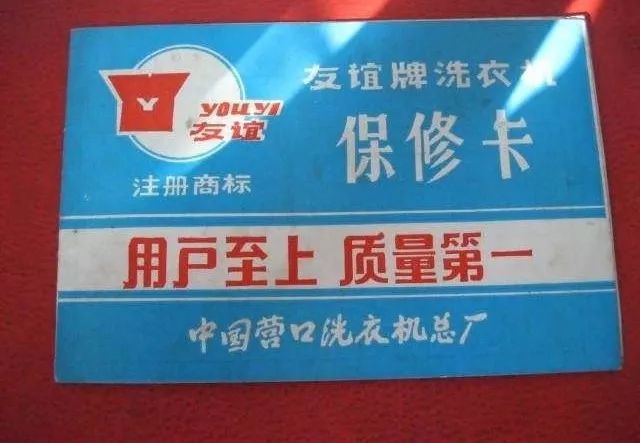 友谊牌洗衣机
Y
YOUYI
友谊
保修卡
注册商标
用户至上 质量第一
中国营口洗衣机总厂